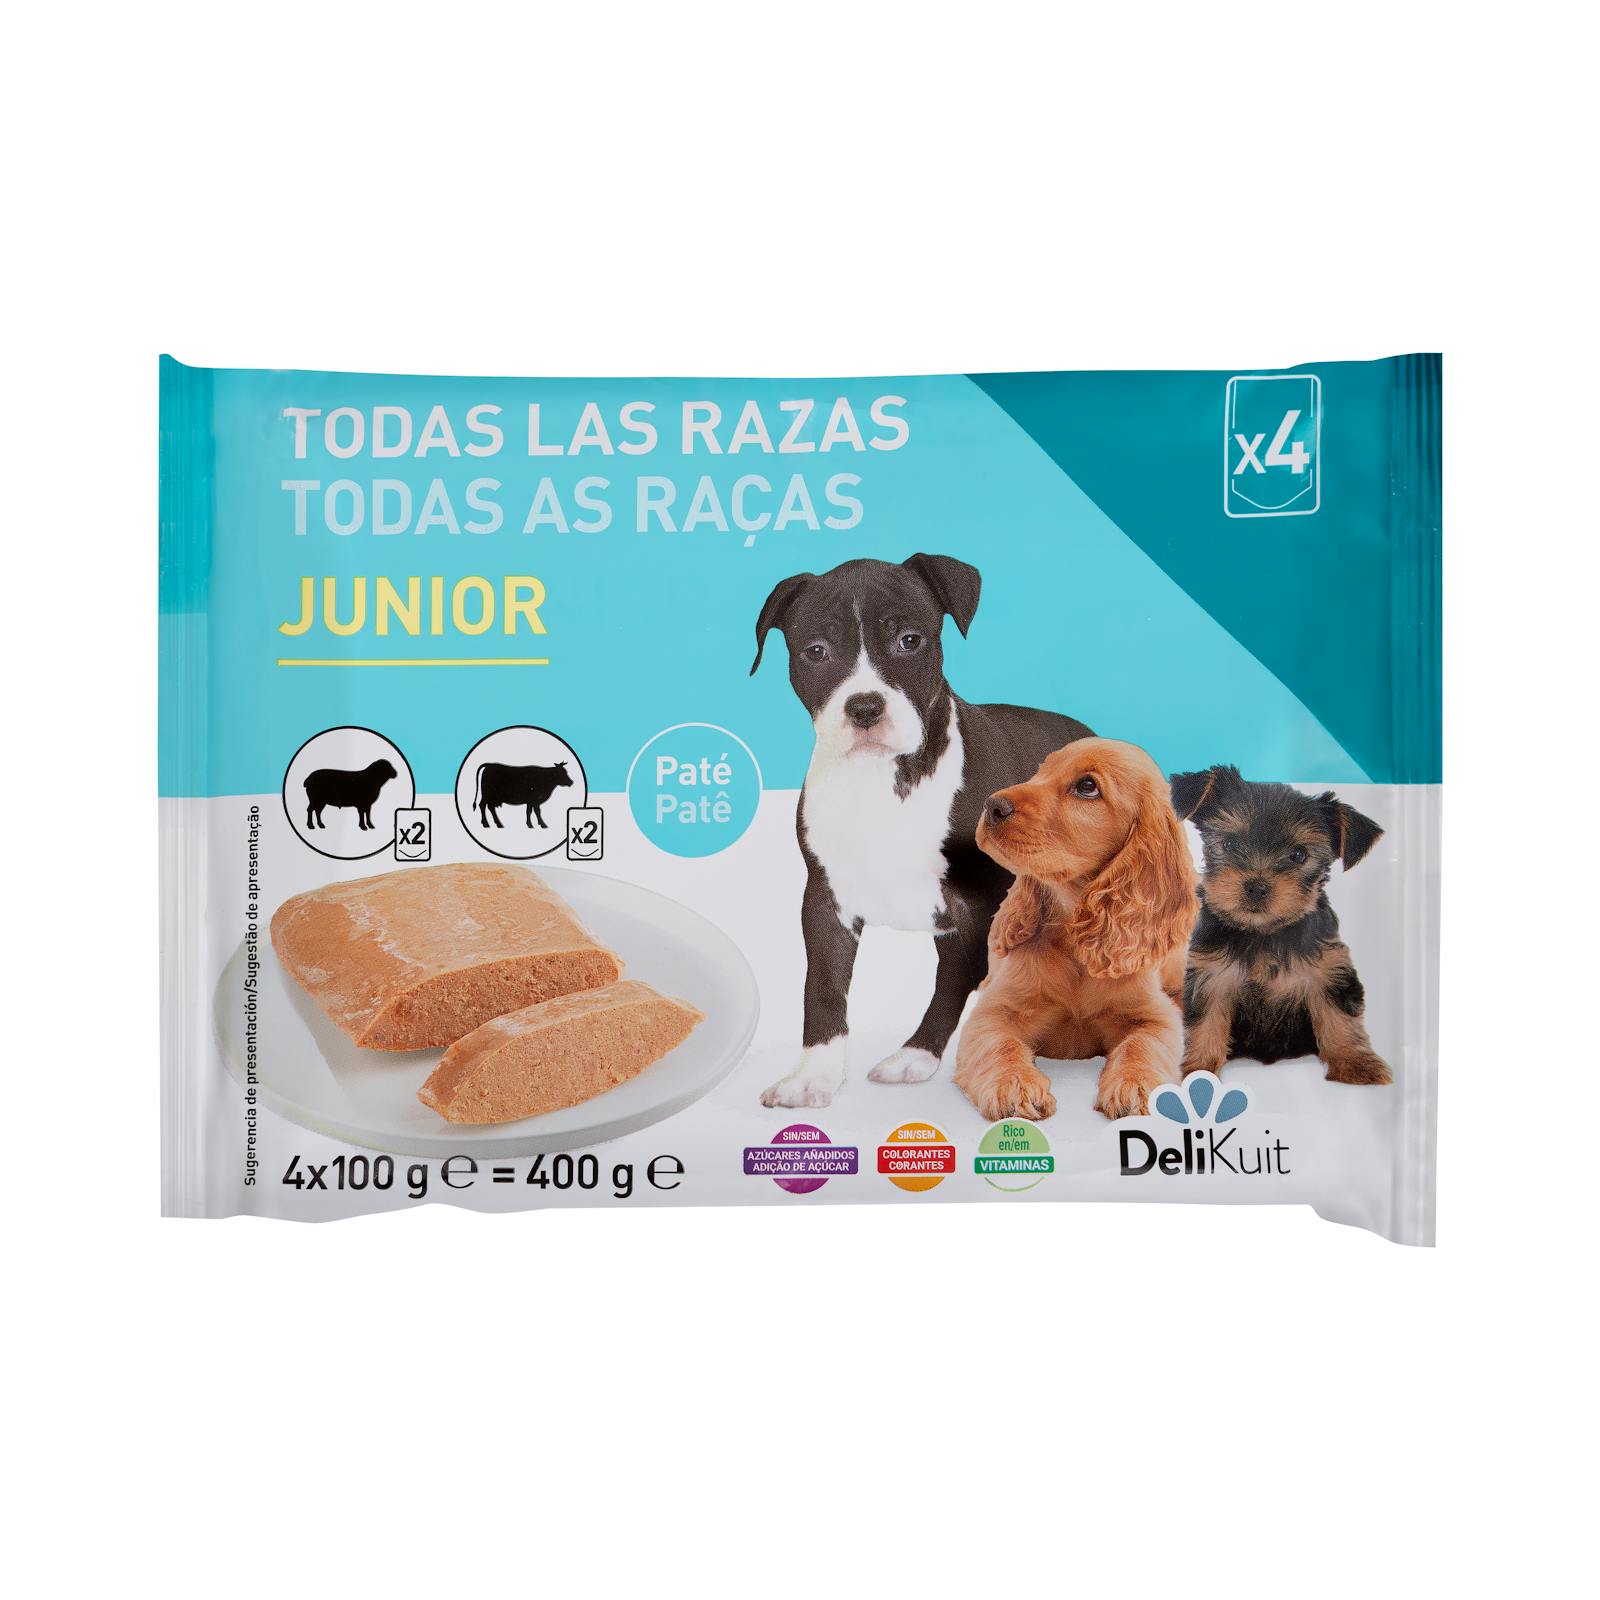 TODAS LAS RAZAS
TODAS AS RAÇAS
x4
JUNIOR
x2
x2
Paté
Patê
Sugerencia de presentación/Sugestão de apresentação
4x100 g ℮ = 400 g ℮
SIN/SEM
AZÚCARES AÑADIDOS
ADIÇÃO DE AÇÚCAR
SIN/SEM
COLORANTES
CORANTES
Rico
en/em
VITAMINAS
DeliKuit